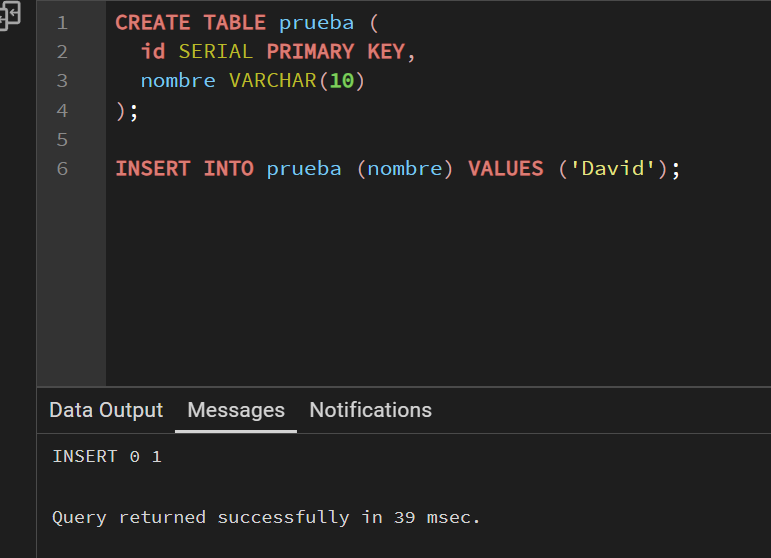 1 CREATE TABLE prueba (
2   id SERIAL PRIMARY KEY,
3   nombre VARCHAR(10)
4 );
5
6 INSERT INTO prueba (nombre) VALUES ('David');
Data Output Messages Notifications
INSERT 0 1
Query returned successfully in 39 msec.